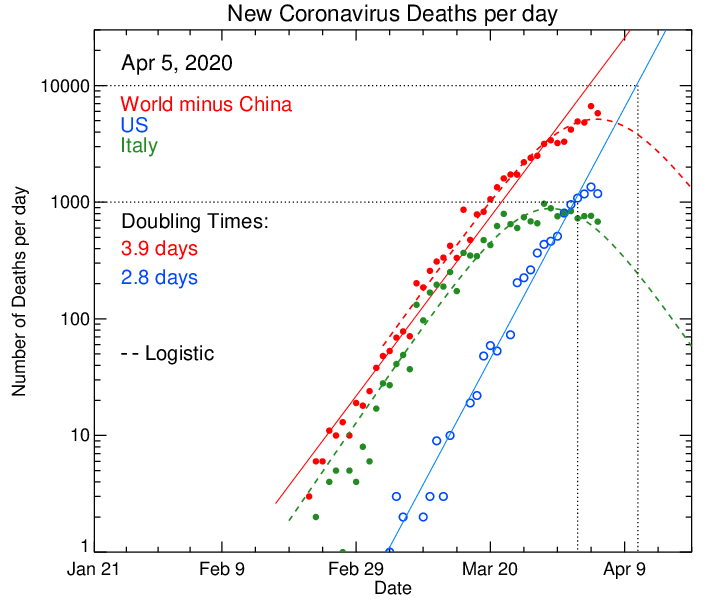 New Coronavirus Deaths per day
Apr 5, 2020
World minus China
US
Italy
Doubling Times:
3.9 days
2.8 days
-- Logistic
Number of Deaths per day
10000
1000
100
10
1
Jan 21
Feb 9
Feb 29
Mar 20
Apr 9
Date